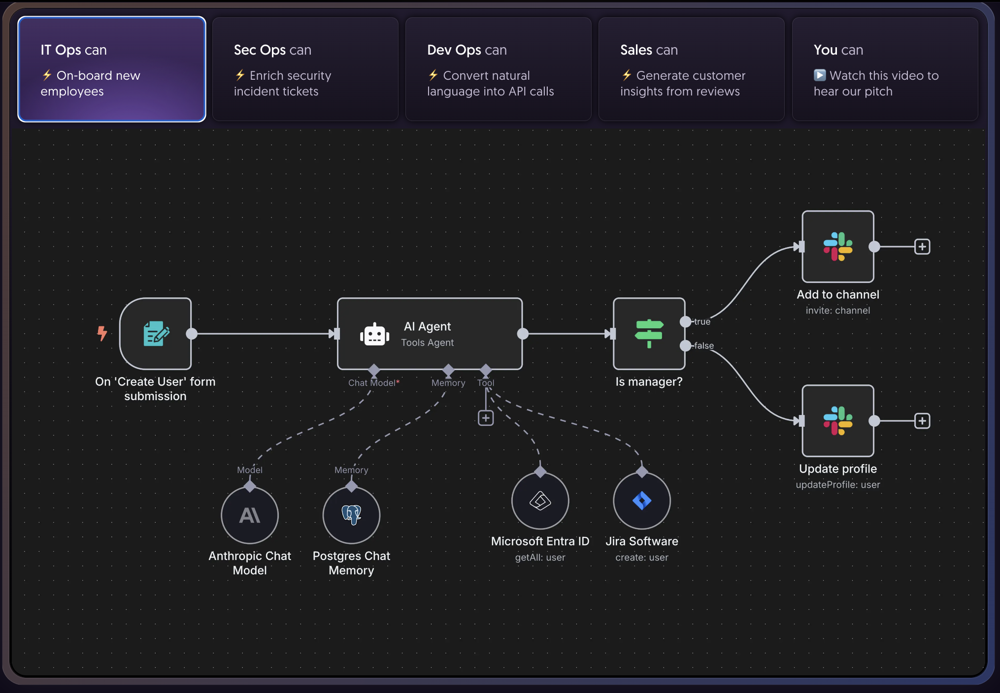 IT Ops can
⚡ On-board new
employees
Sec Ops can
⚡ Enrich security
incident tickets
Dev Ops can
⚡ Convert natural
language into API calls
Sales can
⚡ Generate customer
insights from reviews
You can
▶️ Watch this video to
hear our pitch
On 'Create User' form
submission
AI Agent
Tools Agent
Chat Model*
Memory
Tool
Is manager?
true
false
Add to channel
invite: channel
Update profile
updateProfile: user
Model
Anthropic Chat
Model
Memory
Postgres Chat
Memory
Microsoft Entra ID
getAll: user
Jira Software
create: user